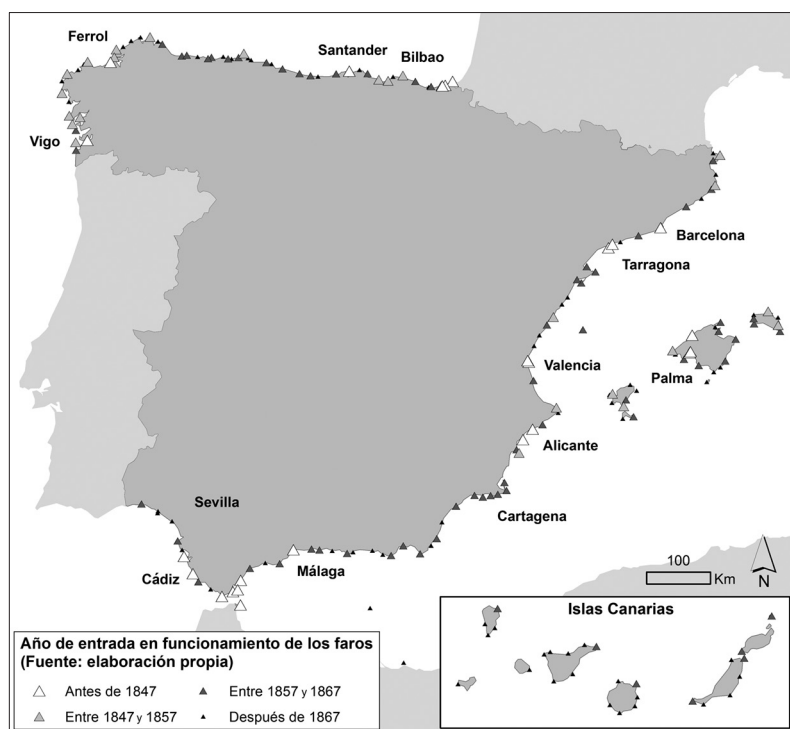 Ferrol
Santander
Bilbao
Vigo
Barcelona
Tarragona
Valencia
Palma
Alicante
Sevilla
Cartagena
Cádiz
Málaga
100
Km
N
Islas Canarias
Año de entrada en funcionamiento de los faros
(Fuente: elaboración propia)
Antes de 1847
Entre 1857 y 1867
Entre 1847 y 1857
Después de 1867